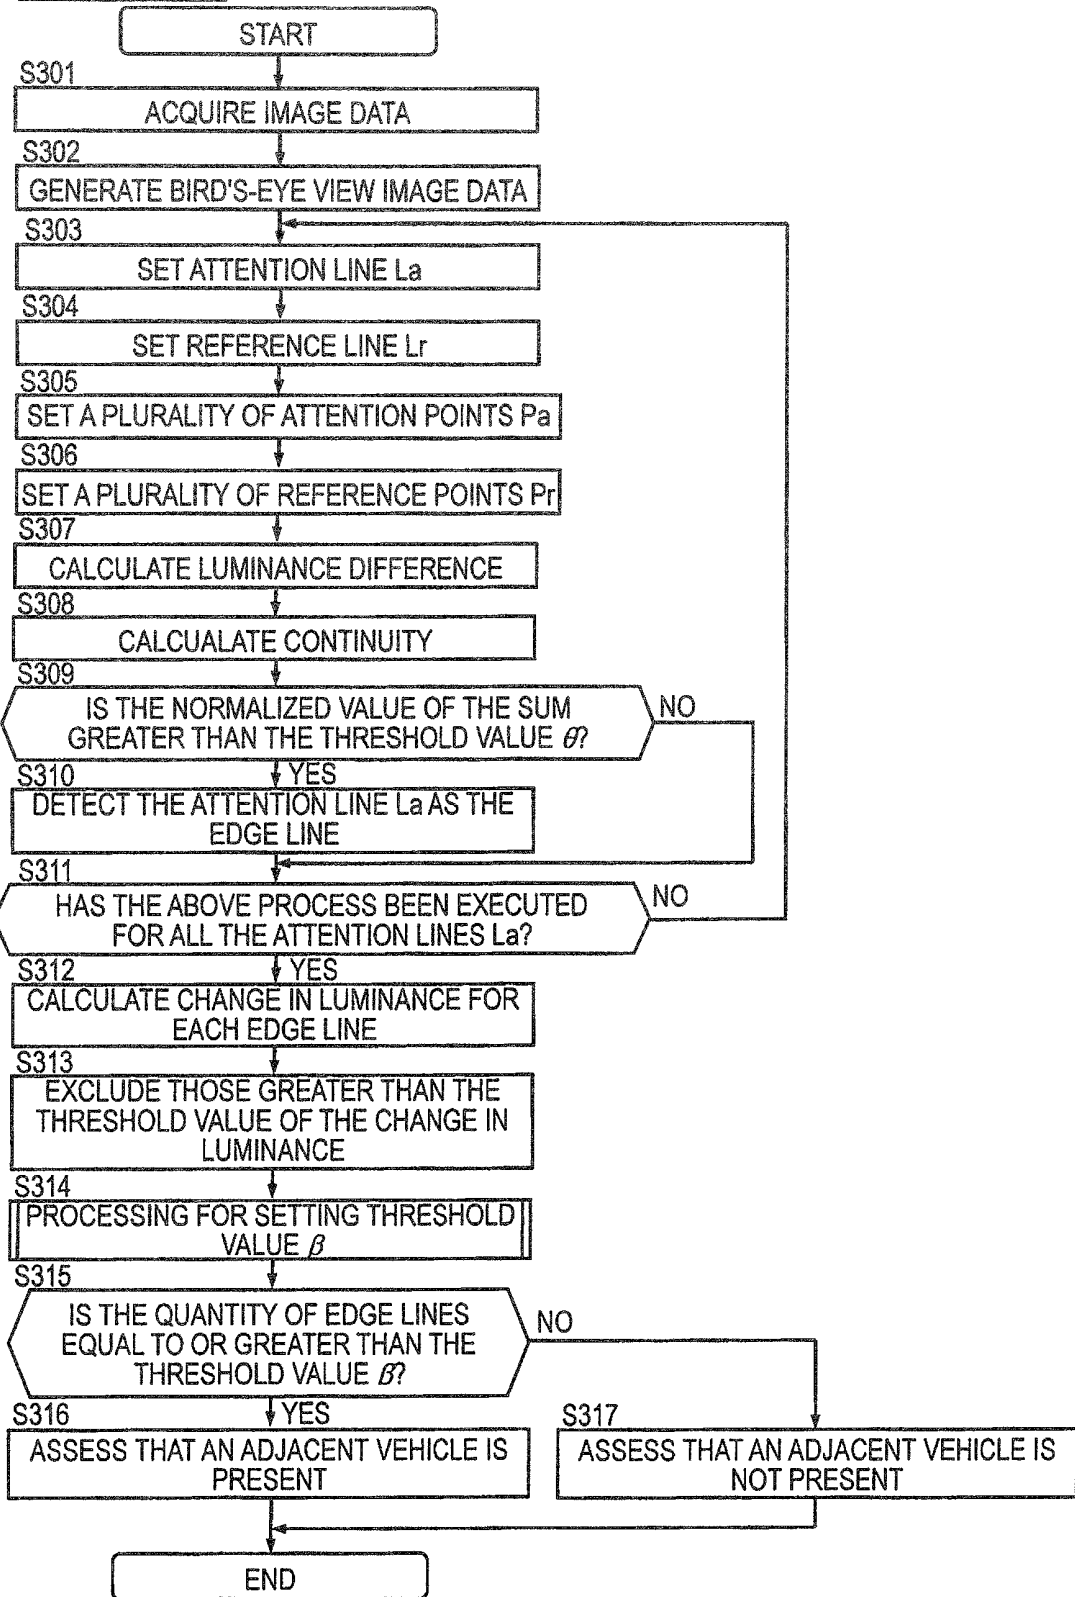 START
S301
ACQUIRE IMAGE DATA
S302
GENERATE BIRD'S-EYE VIEW IMAGE DATA
S303
SET ATTENTION LINE La
S304
SET REFERENCE LINE Lr
S305
SET A PLURALITY OF ATTENTION POINTS Pa
S306
SET A PLURALITY OF REFERENCE POINTS Pr
S307
CALCULATE LUMINANCE DIFFERENCE
S308
CALCUALATE CONTINUITY
S309
IS THE NORMALIZED VALUE OF THE SUM
GREATER THAN THE THRESHOLD VALUE θ?
NO
YES
S310
DETECT THE ATTENTION LINE La AS THE
EDGE LINE
S311
HAS THE ABOVE PROCESS BEEN EXECUTED
FOR ALL THE ATTENTION LINES La?
NO
YES
S312
CALCULATE CHANGE IN LUMINANCE FOR
EACH EDGE LINE
S313
EXCLUDE THOSE GREATER THAN THE
THRESHOLD VALUE OF THE CHANGE IN
LUMINANCE
S314
PROCESSING FOR SETTING THRESHOLD
VALUE β
S315
IS THE QUANTITY OF EDGE LINES
EQUAL TO OR GREATER THAN THE
THRESHOLD VALUE β?
NO
YES
S316
ASSESS THAT AN ADJACENT VEHICLE IS
PRESENT
S317
ASSESS THAT AN ADJACENT VEHICLE IS
NOT PRESENT
END